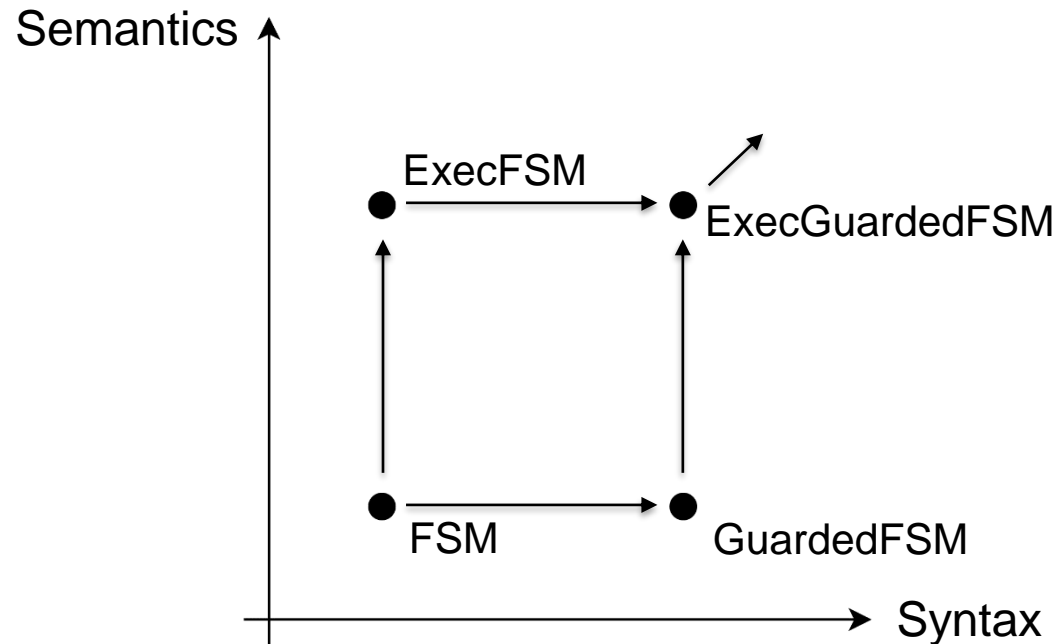 Semantics
ExecFSM
ExecGuardedFSM
FSM
GuardedFSM
Syntax